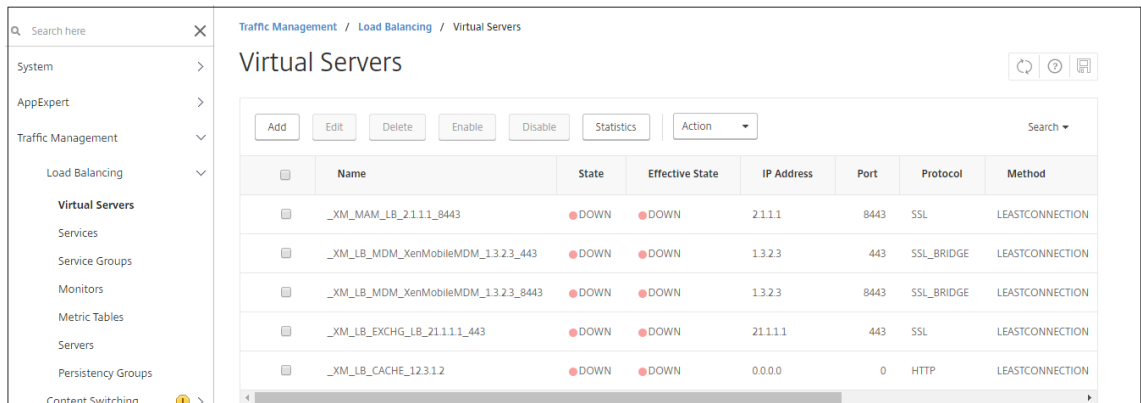 Search here
System
AppExpert
Traffic Management
Load Balancing
Virtual Servers
Services
Service Groups
Monitors
Metric Tables
Servers
Persistency Groups
Content Switching
Traffic Management / Load Balancing / Virtual Servers
Virtual Servers
Add Edit Delete Enable Disable Statistics Action Search
Name State Effective State IP Address Port Protocol Method
_XM_MAM_LB_2.1.1.1_8443 DOWN DOWN 2.1.1.1 8443 SSL LEASTCONNECTION
_XM_LB_MDM_XenMobileMDM_1.3.2.3_443 DOWN DOWN 1.3.2.3 443 SSL_BRIDGE LEASTCONNECTION
_XM_LB_MDM_XenMobileMDM_1.3.2.3_8443 DOWN DOWN 1.3.2.3 8443 SSL_BRIDGE LEASTCONNECTION
_XM_LB_EXCHG_LB_21.1.1.1_443 DOWN DOWN 21.1.1.1 443 SSL LEASTCONNECTION
_XM_LB_CACHE_12.3.1.2 DOWN DOWN 0.0.0.0 0 HTTP LEASTCONNECTION